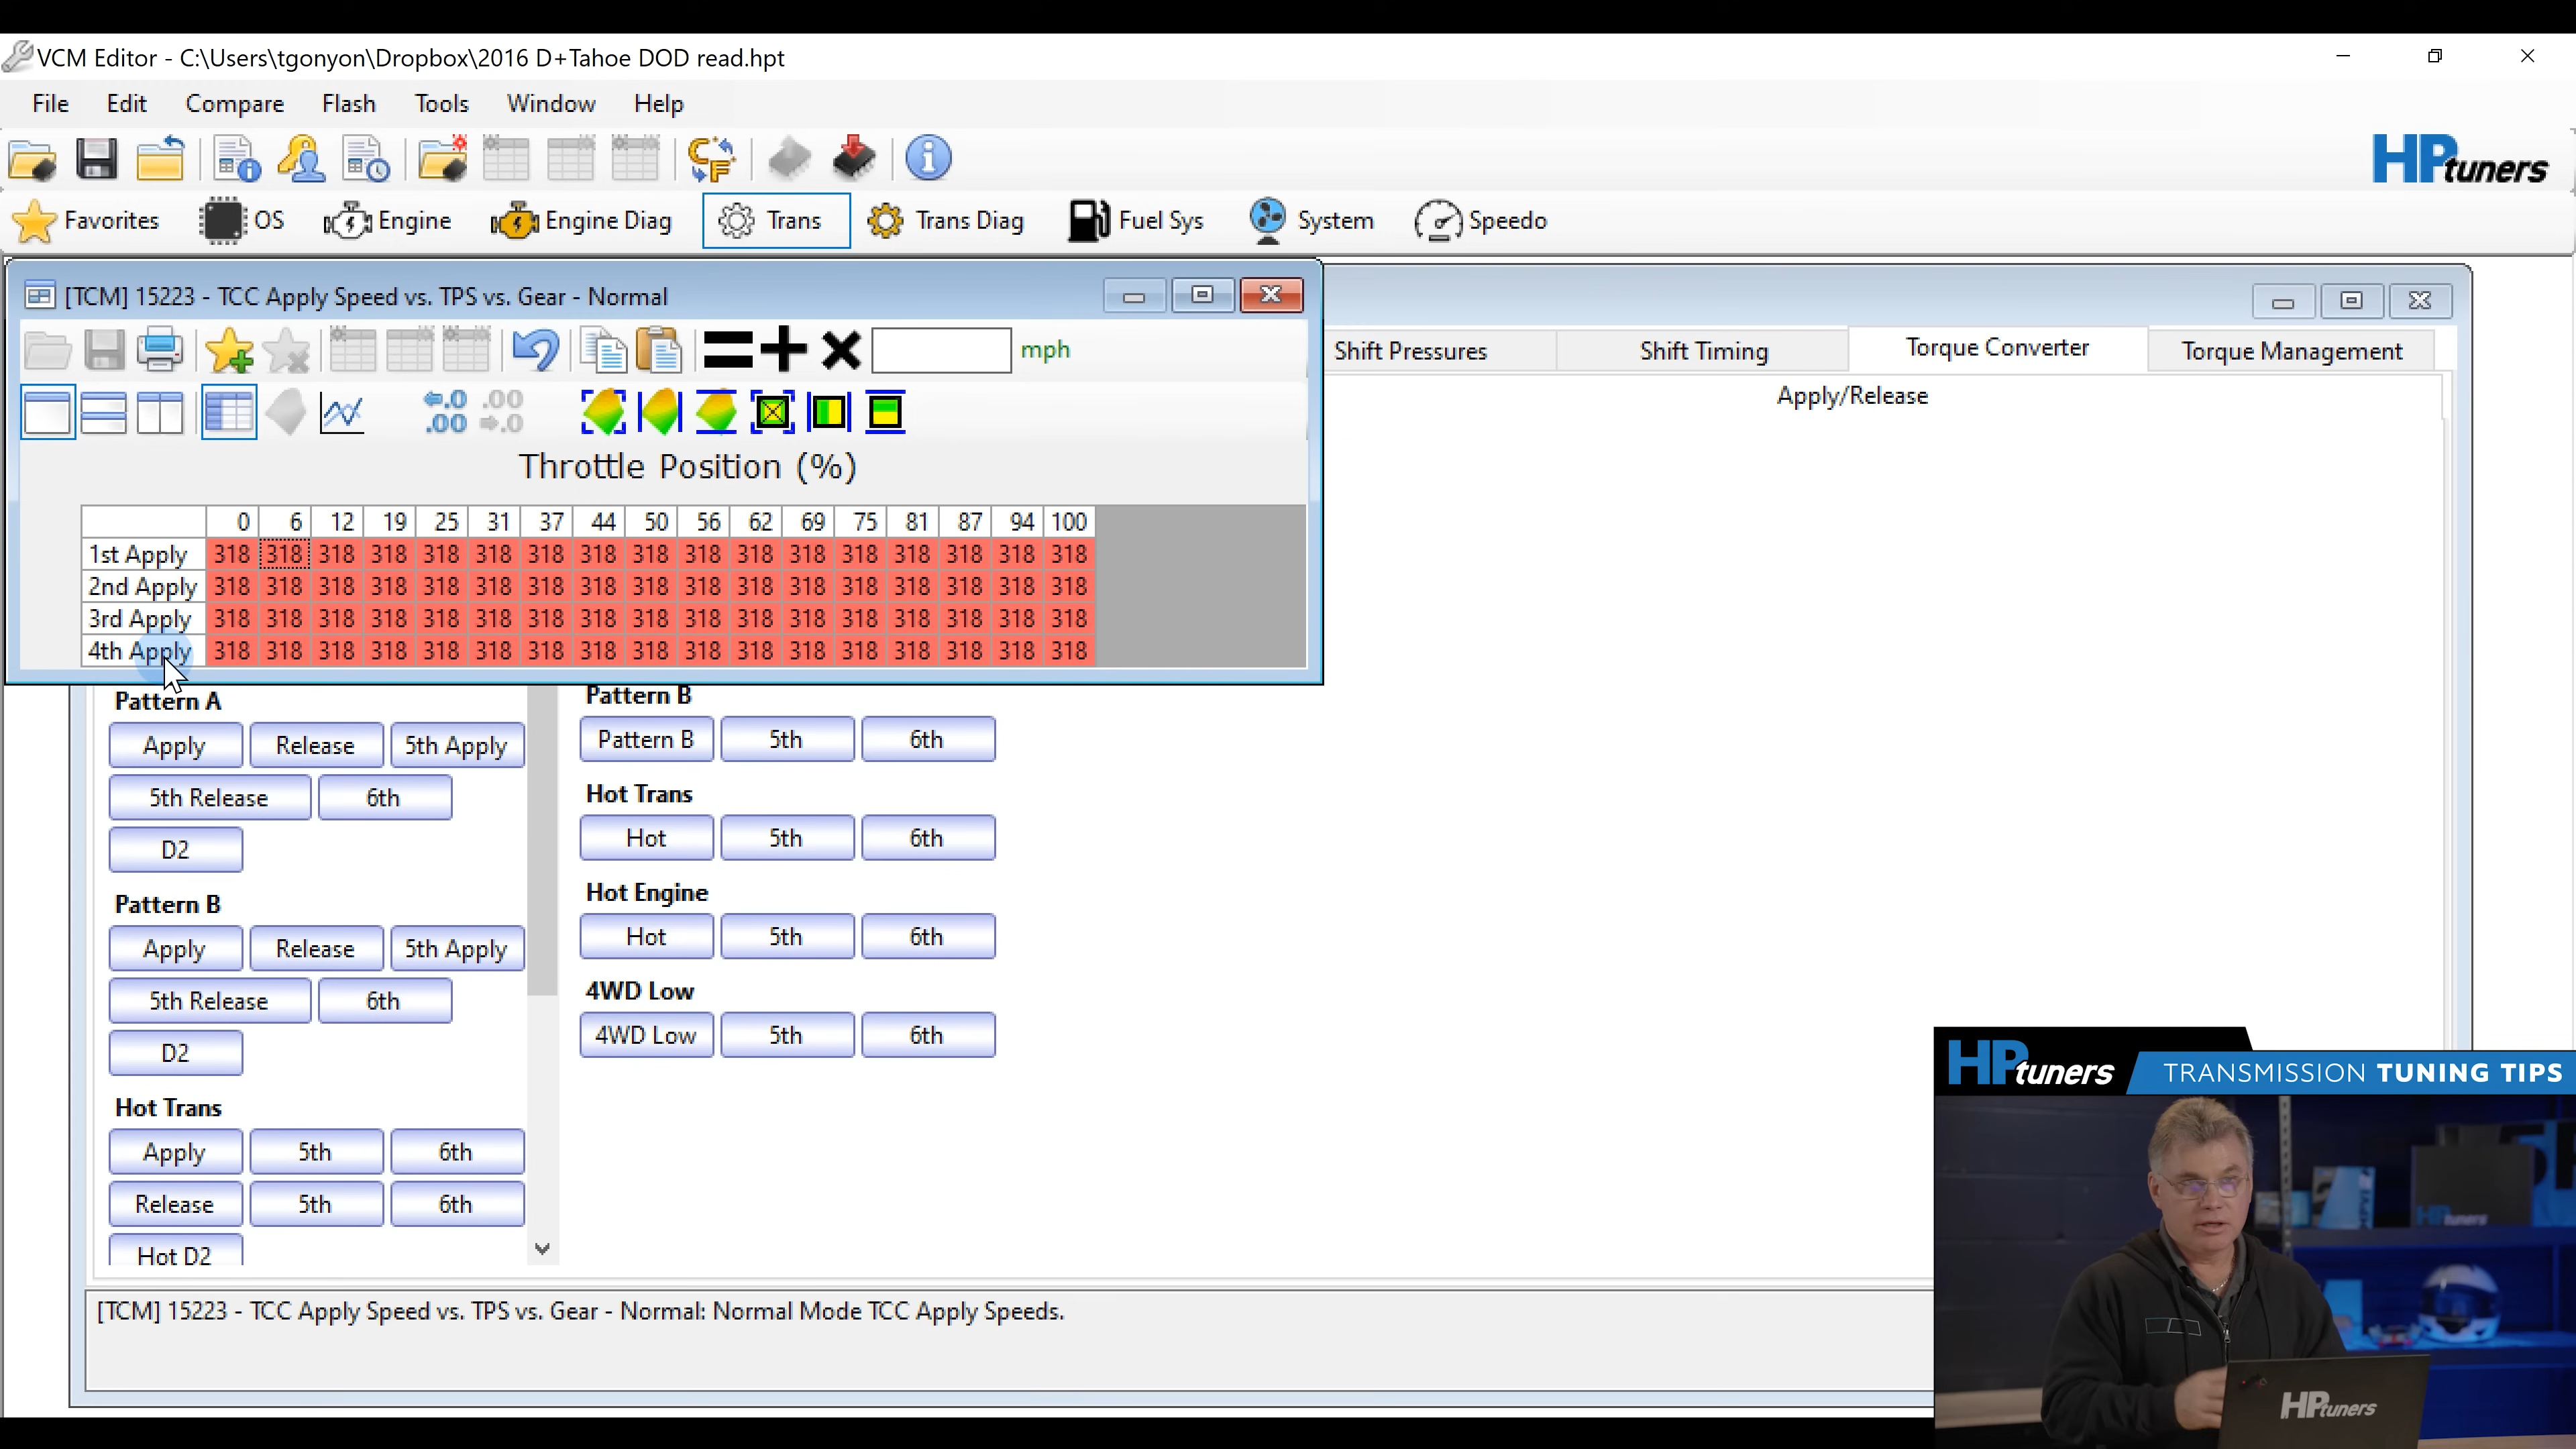 VCM Editor - C:\Users\tgonyon\Dropbox\2016 D+Tahoe DOD read.hpt
File Edit Compare Flash Tools Window Help
HPtuners
Favorites OS Engine Engine Diag Trans Trans Diag Fuel Sys System Speedo
[TCM] 15223 - TCC Apply Speed vs. TPS vs. Gear - Normal
mph
Shift Pressures Shift Timing Torque Converter Torque Management
Apply/Release
Throttle Position (%)
0 6 12 19 25 31 37 44 50 56 62 69 75 81 87 94 100
1st Apply 318 318 318 318 318 318 318 318 318 318 318 318 318 318 318 318 318
2nd Apply 318 318 318 318 318 318 318 318 318 318 318 318 318 318 318 318 318
3rd Apply 318 318 318 318 318 318 318 318 318 318 318 318 318 318 318 318 318
4th Apply 318 318 318 318 318 318 318 318 318 318 318 318 318 318 318 318 318
Pattern A
Apply Release 5th Apply
5th Release 6th
D2
Pattern B
Apply Release 5th Apply
5th Release 6th
D2
Hot Trans
Apply 5th 6th
Release 5th 6th
Hot D2
Pattern B
Pattern B 5th 6th
Hot Trans
Hot 5th 6th
Hot Engine
Hot 5th 6th
4WD Low
4WD Low 5th 6th
[TCM] 15223 - TCC Apply Speed vs. TPS vs. Gear - Normal: Normal Mode TCC Apply Speeds.
HPtuners TRANSMISSION TUNING TIPS
HPtuners
HPtuners